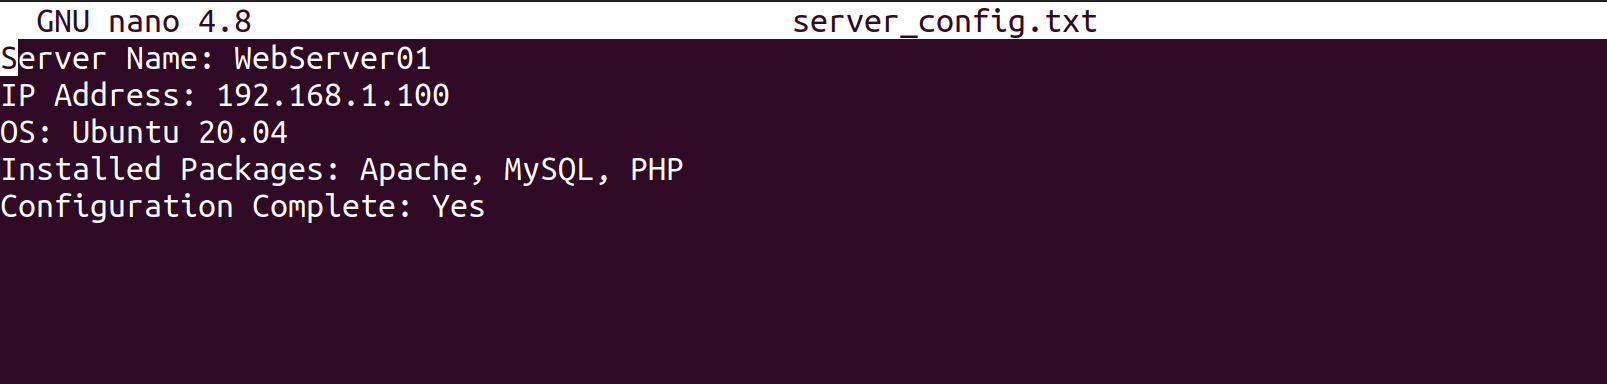 GNU nano 4.8 server_config.txt
Server Name: WebServer01
IP Address: 192.168.1.100
OS: Ubuntu 20.04
Installed Packages: Apache, MySQL, PHP
Configuration Complete: Yes